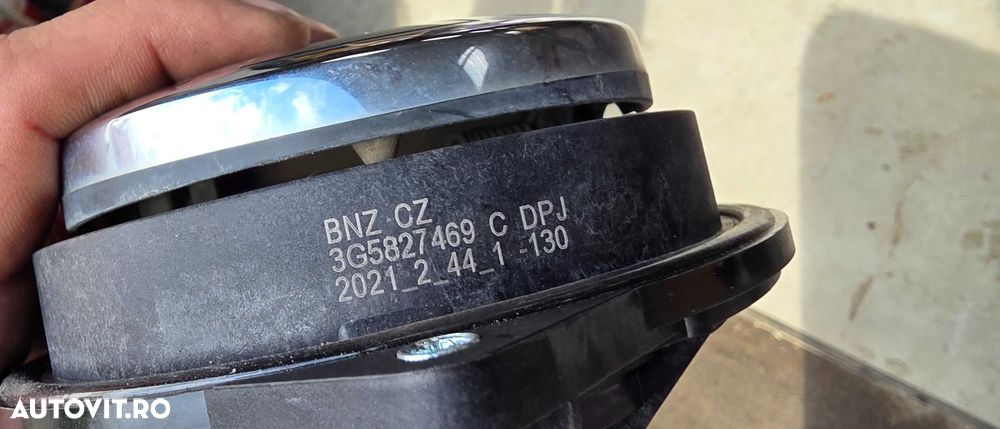 BNZ CZ
3G5827469 C DPJ
2021_2_44_1 -130
AUTOVIT.RO